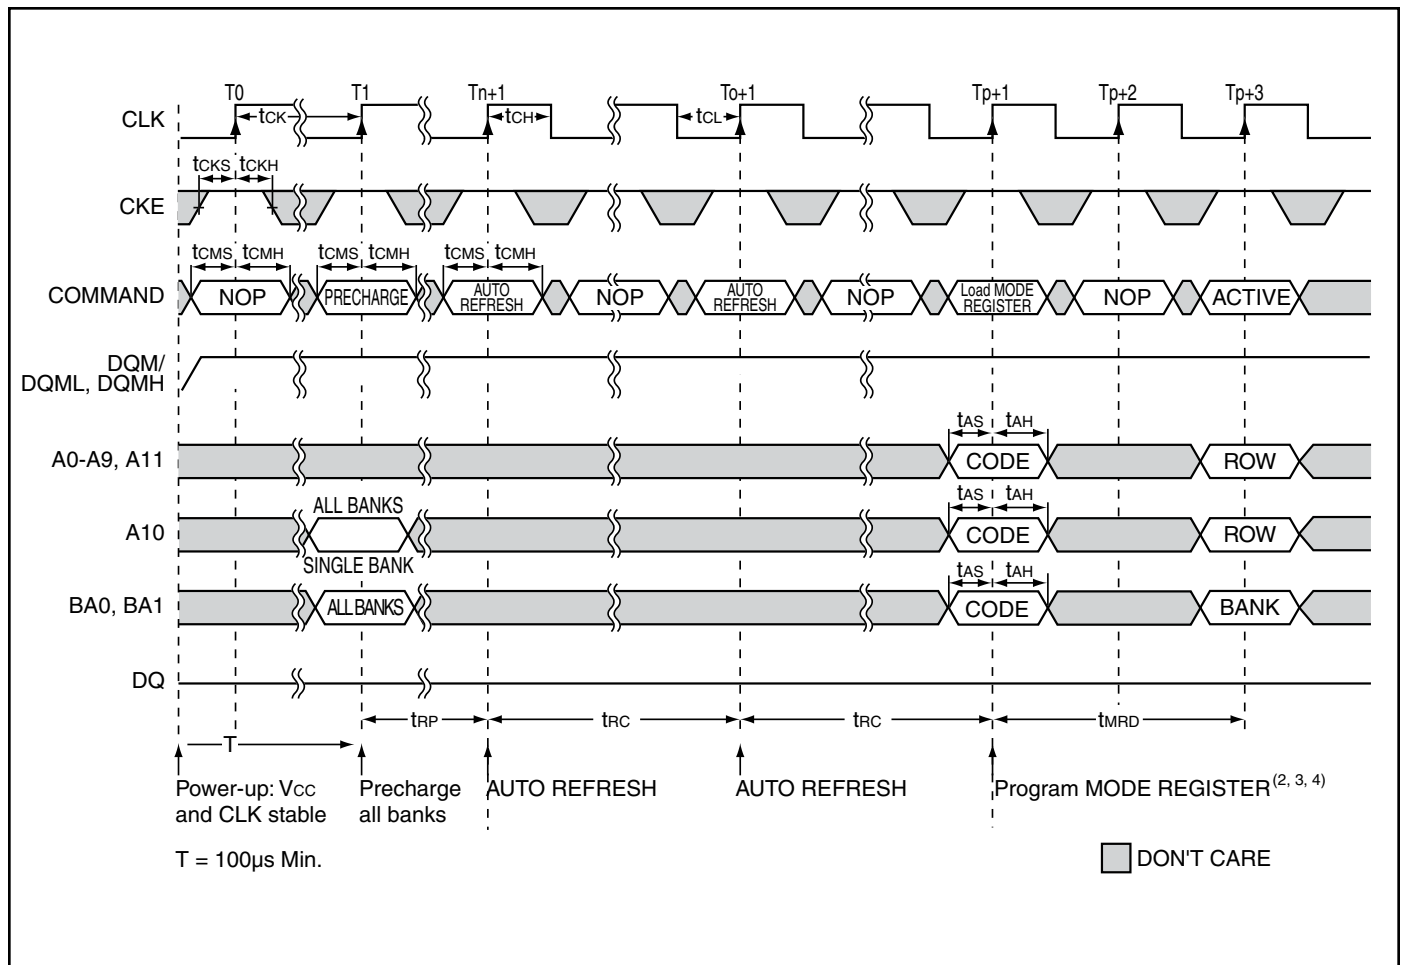 T0 T1 Tn+1 To+1 Tp+1 Tp+2 Tp+3
CLK tCK tCH tCL
tCKS tCKH
CKE
tCMS tCMH tCMS tCMH tCMS tCMH
COMMAND NOP PRECHARGE AUTO REFRESH NOP AUTO REFRESH NOP Load MODE REGISTER NOP ACTIVE
DQM/
DQML, DQMH
tAS tAH
A0-A9, A11 CODE ROW
ALL BANKS tAS tAH
A10 CODE ROW
SINGLE BANK tAS tAH
BA0, BA1 ALL BANKS CODE BANK
DQ
tRP tRC tRC tMRD
T
Power-up: VCC
and CLK stable
Precharge
all banks
AUTO REFRESH
AUTO REFRESH
Program MODE REGISTER(2, 3, 4)
T = 100µs Min.
DON'T CARE